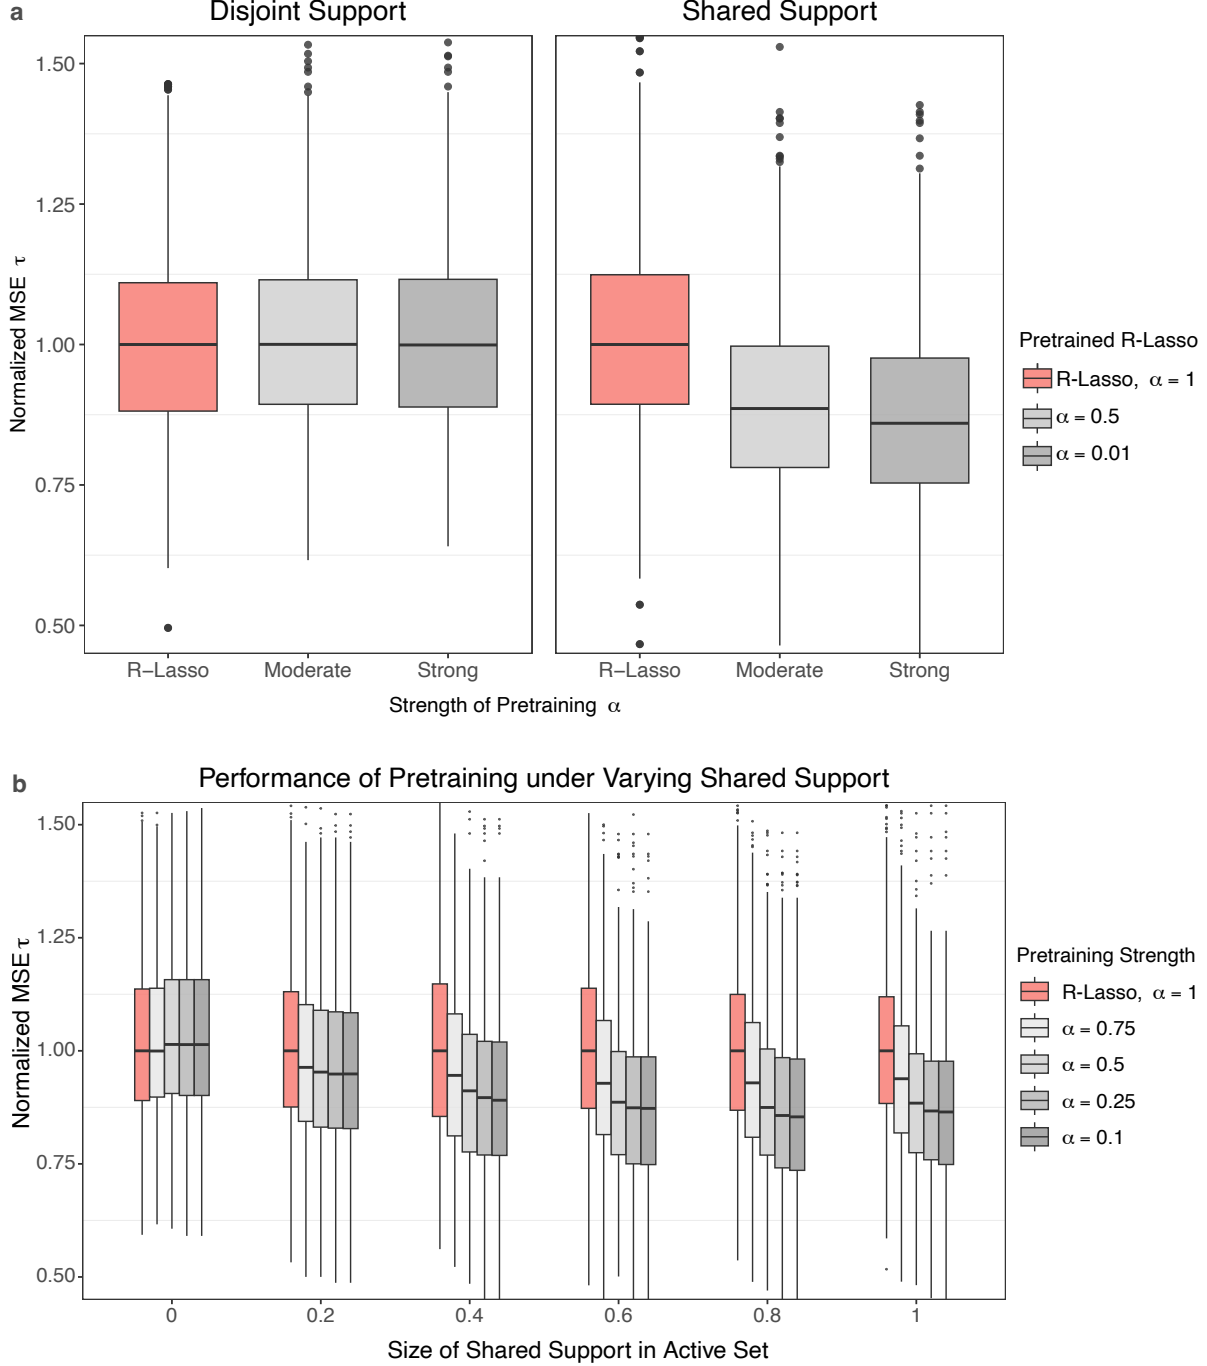 a
Disjoint Support
Shared Support
1.50
1.25
1.00
0.75
0.50
Normalized MSE τ
R−Lasso
Moderate
Strong
R−Lasso
Moderate
Strong
Strength of Pretraining α
Pretrained R-Lasso
R-Lasso, α = 1
α = 0.5
α = 0.01
b
Performance of Pretraining under Varying Shared Support
1.50
1.25
1.00
0.75
0.50
Normalized MSE τ
0
0.2
0.4
0.6
0.8
1
Size of Shared Support in Active Set
Pretraining Strength
R-Lasso, α = 1
α = 0.75
α = 0.5
α = 0.25
α = 0.1